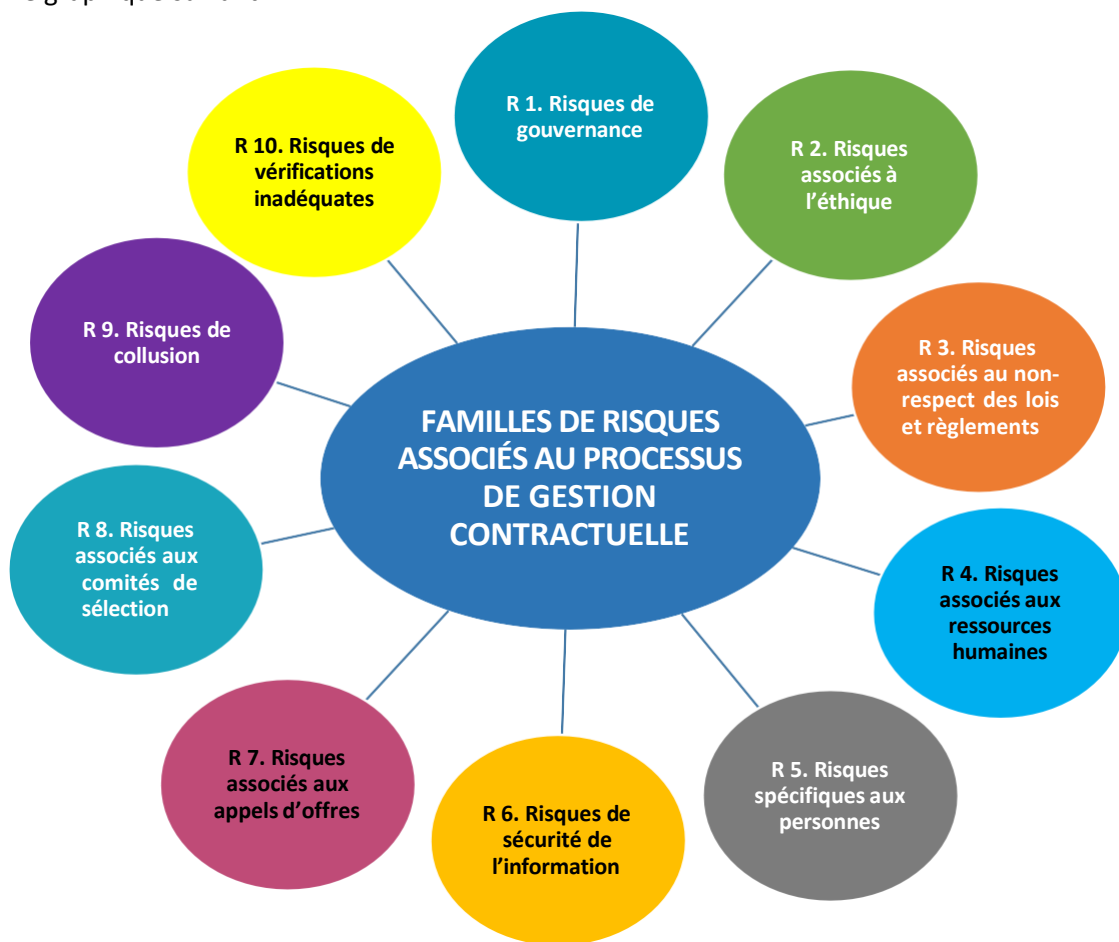 R 1. Risques de
gouvernance
R 2. Risques
associés à
l'éthique
R 3. Risques
associés au non-
respect des lois
et règlements
R 4. Risques
associés aux
ressources
humaines
R 5. Risques
spécifiques aux
personnes
R 6. Risques de
sécurité de
l'information
R 7. Risques
associés aux
appels d'offres
R 8. Risques
associés aux
comités de
sélection
R 9. Risques de
collusion
R 10. Risques de
vérifications
inadéquates
FAMILLES DE RISQUES
ASSOCIÉS AU PROCESSUS
DE GESTION
CONTRACTUELLE